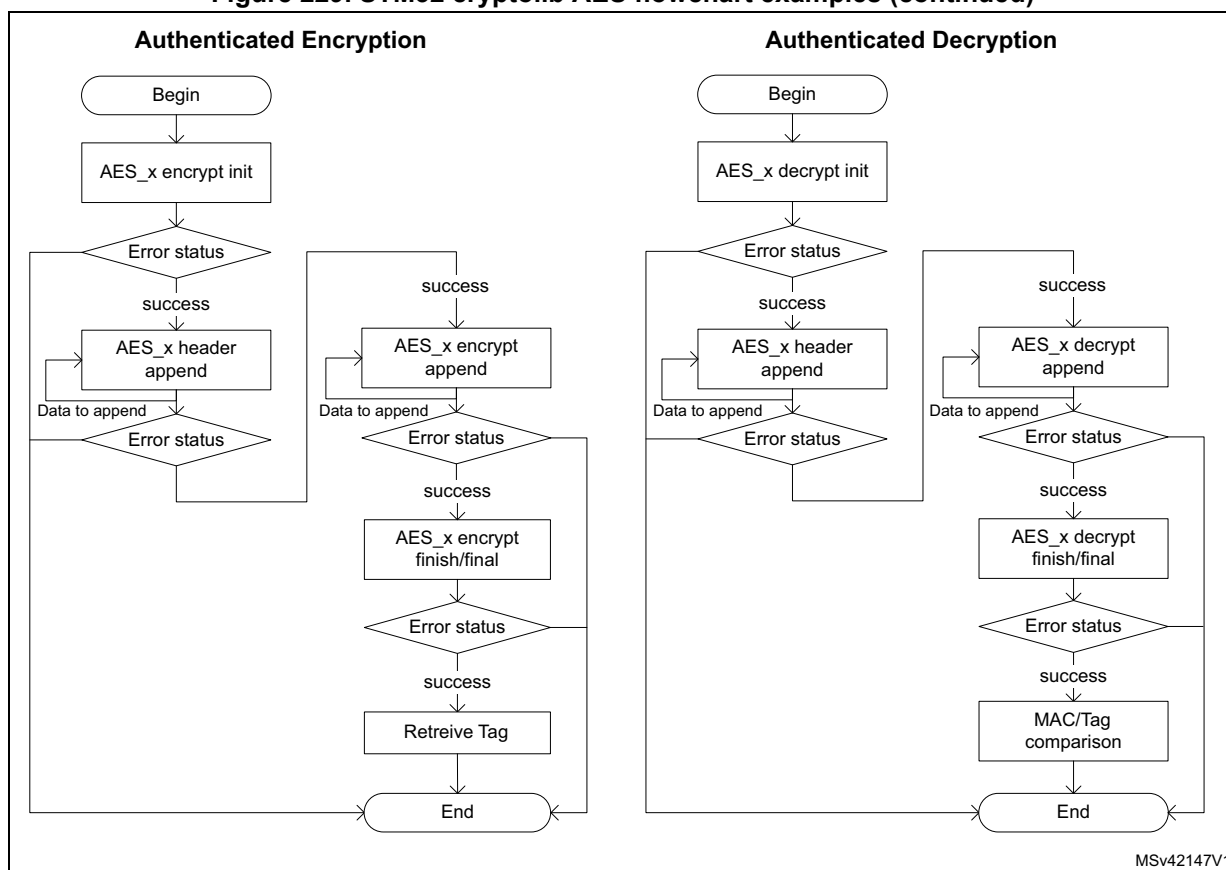 Figure 220. STM32 cryptolib AES flowchart examples (continued)
Authenticated Encryption
Begin
AES_x encrypt init
Error status
success
AES_x header
append
Data to append
Error status
success
AES_x encrypt
append
Data to append
Error status
success
AES_x encrypt
finish/final
Error status
success
Retreive Tag
End
Authenticated Decryption
Begin
AES_x decrypt init
Error status
success
AES_x header
append
Data to append
Error status
success
AES_x decrypt
append
Data to append
Error status
success
AES_x decrypt
finish/final
Error status
success
MAC/Tag
comparison
End
MSv42147V1